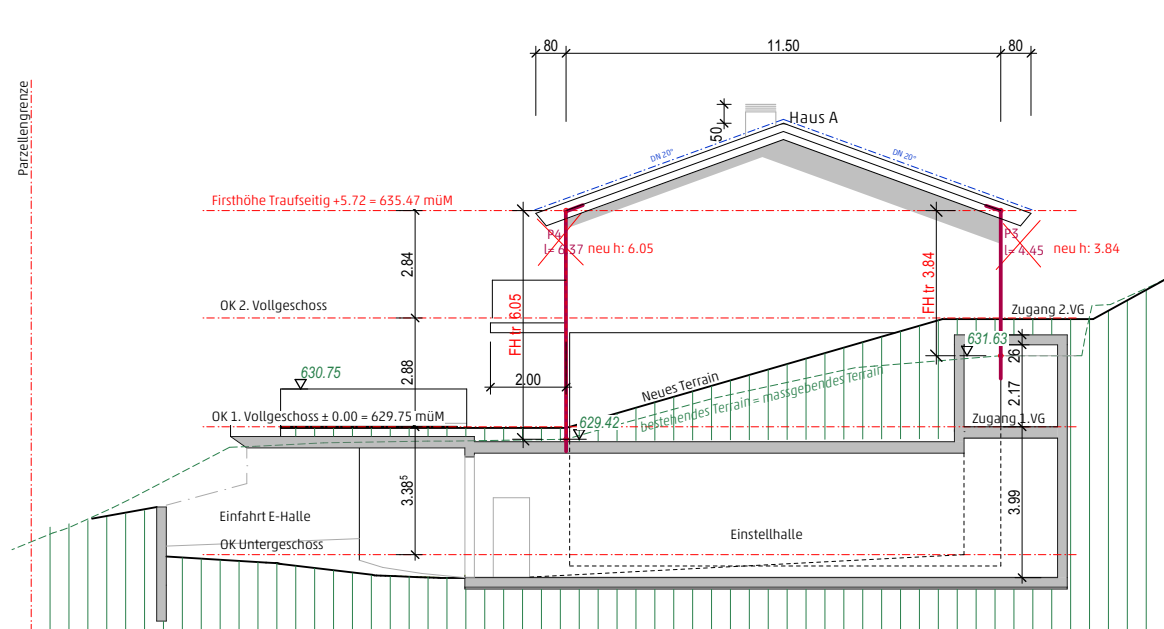 80
11.50
80
Parzellengrenze
50
Haus A
DN 20°
DN 20°
Firsthöhe Traufseitig +5.72 = 635.47 müM
P4
l= 6.37 neu h: 6.05
P3
l= 4.45 neu h: 3.84
2.84
FH tr 3.84
FH tr 6.05
OK 2. Vollgeschoss
Zugang 2.VG
631.63
26
630.75
2.88
2.00
Neues Terrain
bestehendes Terrain = massgebendes Terrain
2.17
OK 1. Vollgeschoss ± 0.00 = 629.75 müM
629.42
Zugang 1.VG
3.38⁵
3.99
Einfahrt E-Halle
Einstellhalle
OK Untergeschoss